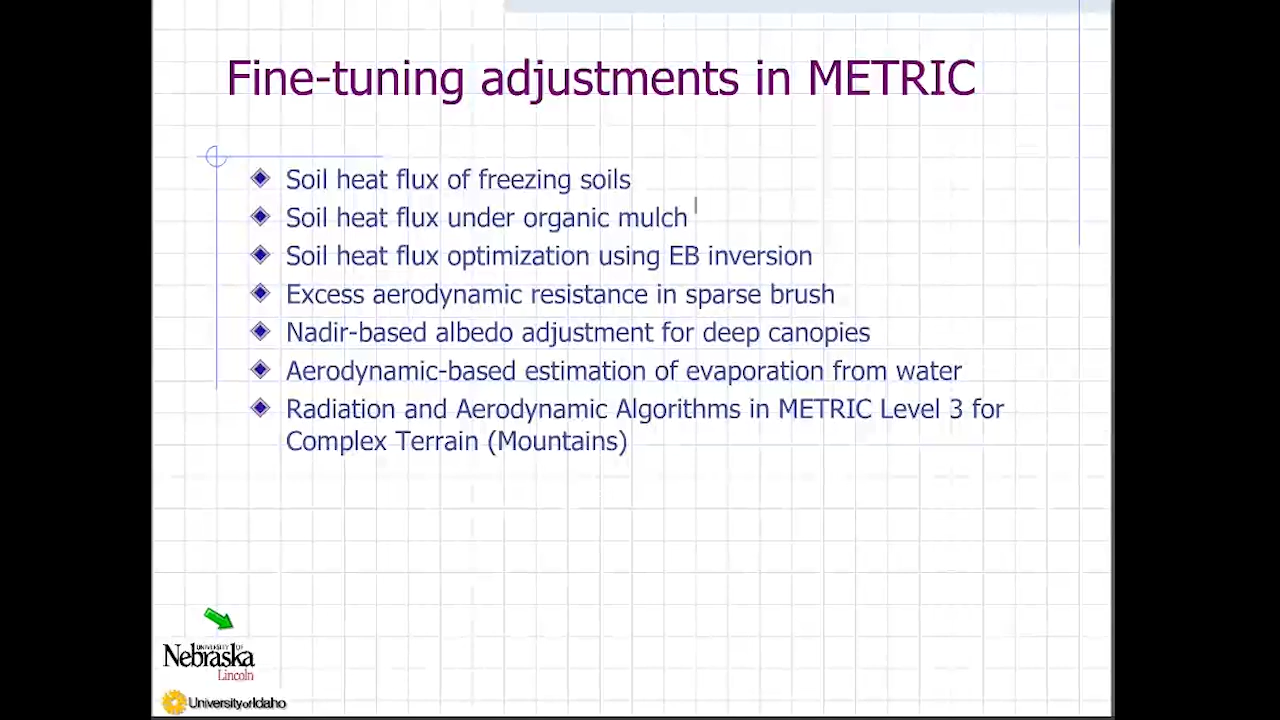 Fine-tuning adjustments in METRIC
Soil heat flux of freezing soils
Soil heat flux under organic mulch
Soil heat flux optimization using EB inversion
Excess aerodynamic resistance in sparse brush
Nadir-based albedo adjustment for deep canopies
Aerodynamic-based estimation of evaporation from water
Radiation and Aerodynamic Algorithms in METRIC Level 3 for
Complex Terrain (Mountains)
UNIVERSITY OF
Nebraska
Lincoln
University of Idaho